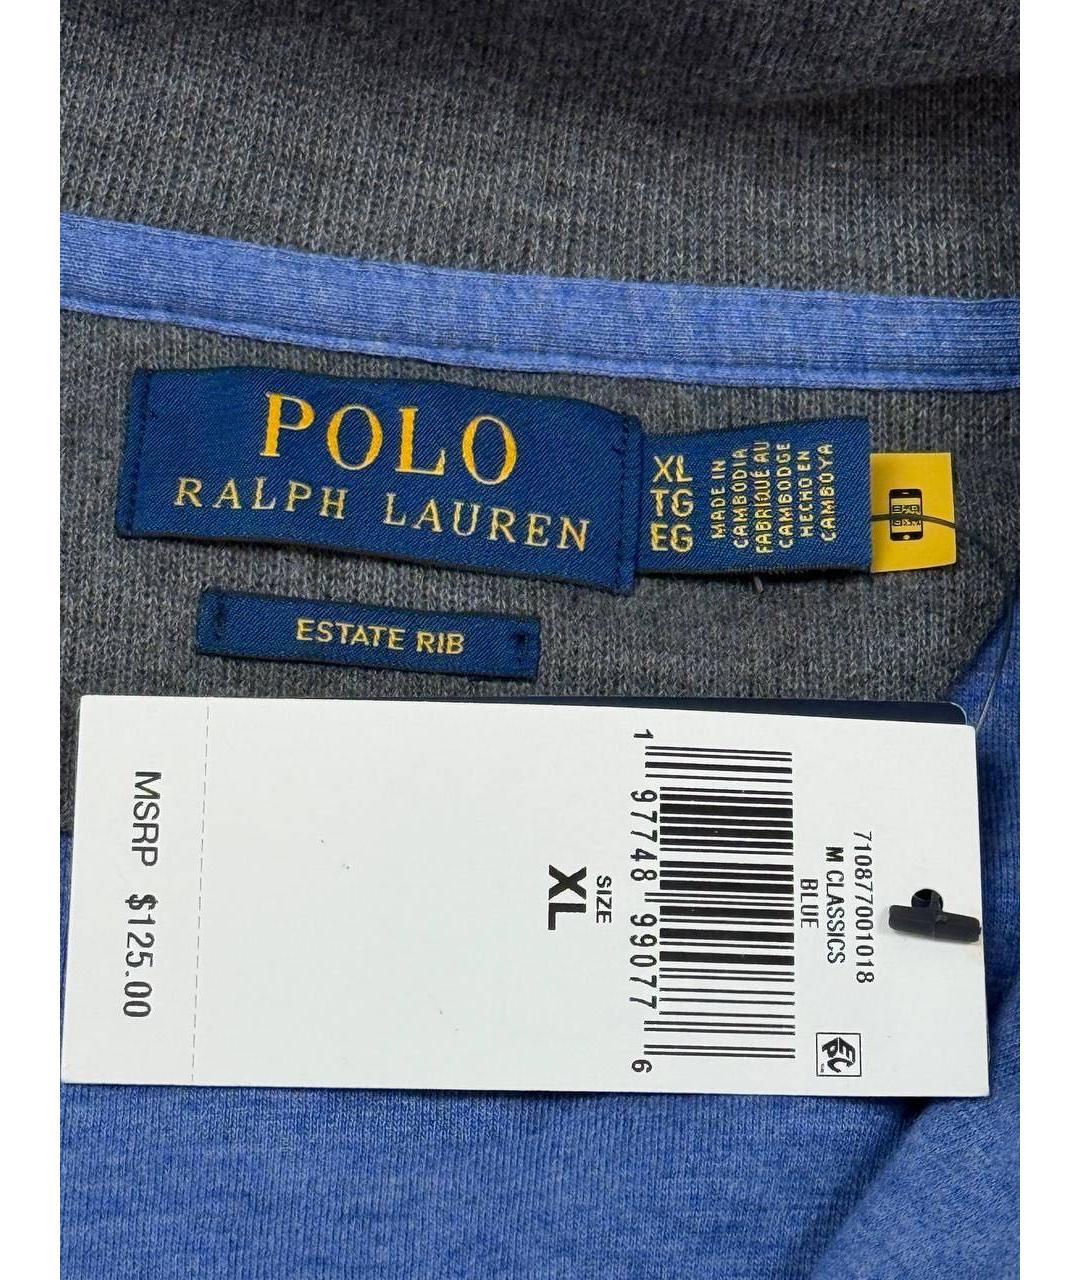 POLO
RALPH LAUREN
XL
TG
EG
MADE IN
CAMBODIA
FABRIQUÉ AU
CAMBODGE
HECHO EN
CAMBOYA
ESTATE RIB
710877001018
M CLASSICS
BLUE
1 97748 99077 6
SIZE
XL
MSRP $125.00